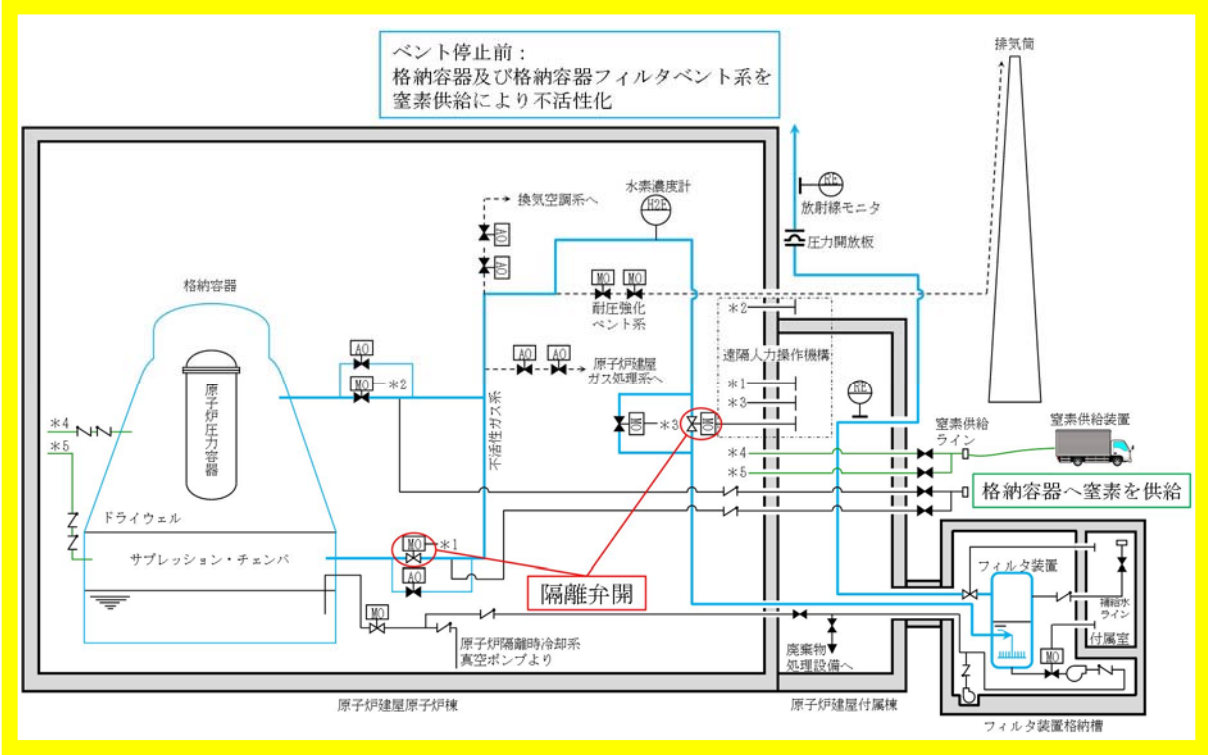 ベント停止前：
格納容器及び格納容器フィルタベント系を
窒素供給により不活性化
排気筒
水素濃度計
H2E
換気空調系へ
AO
AO
RE
放射線モニタ
圧力開放板
格納容器
MO
MO
耐圧強化
ベント系
*2
遠隔人力操作機構
AO
MO
*2
AO
AO
原子炉建屋
ガス処理系へ
*1
*3
RE
原子炉圧力容器
不活性ガス系
MO
*3
MO
*4
*5
*4
*5
窒素供給
ライン
窒素供給装置
格納容器へ窒素を供給
ドライウェル
サプレッション・チェンバ
MO
*1
AO
隔離弁開
フィルタ装置
補給水
ライン
付属室
MO
MO
原子炉隔離時冷却系
真空ポンプより
廃棄物
処理設備へ
原子炉建屋原子炉棟
原子炉建屋付属棟
フィルタ装置格納槽